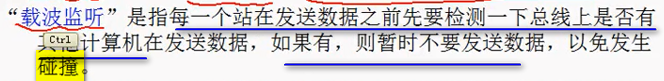 “载波监听”是指每一个站在发送数据之前先要检测一下总线上是否有
计算机在发送数据，如果有，则暂时不要发送数据，以免发生
Ctrl
碰撞。